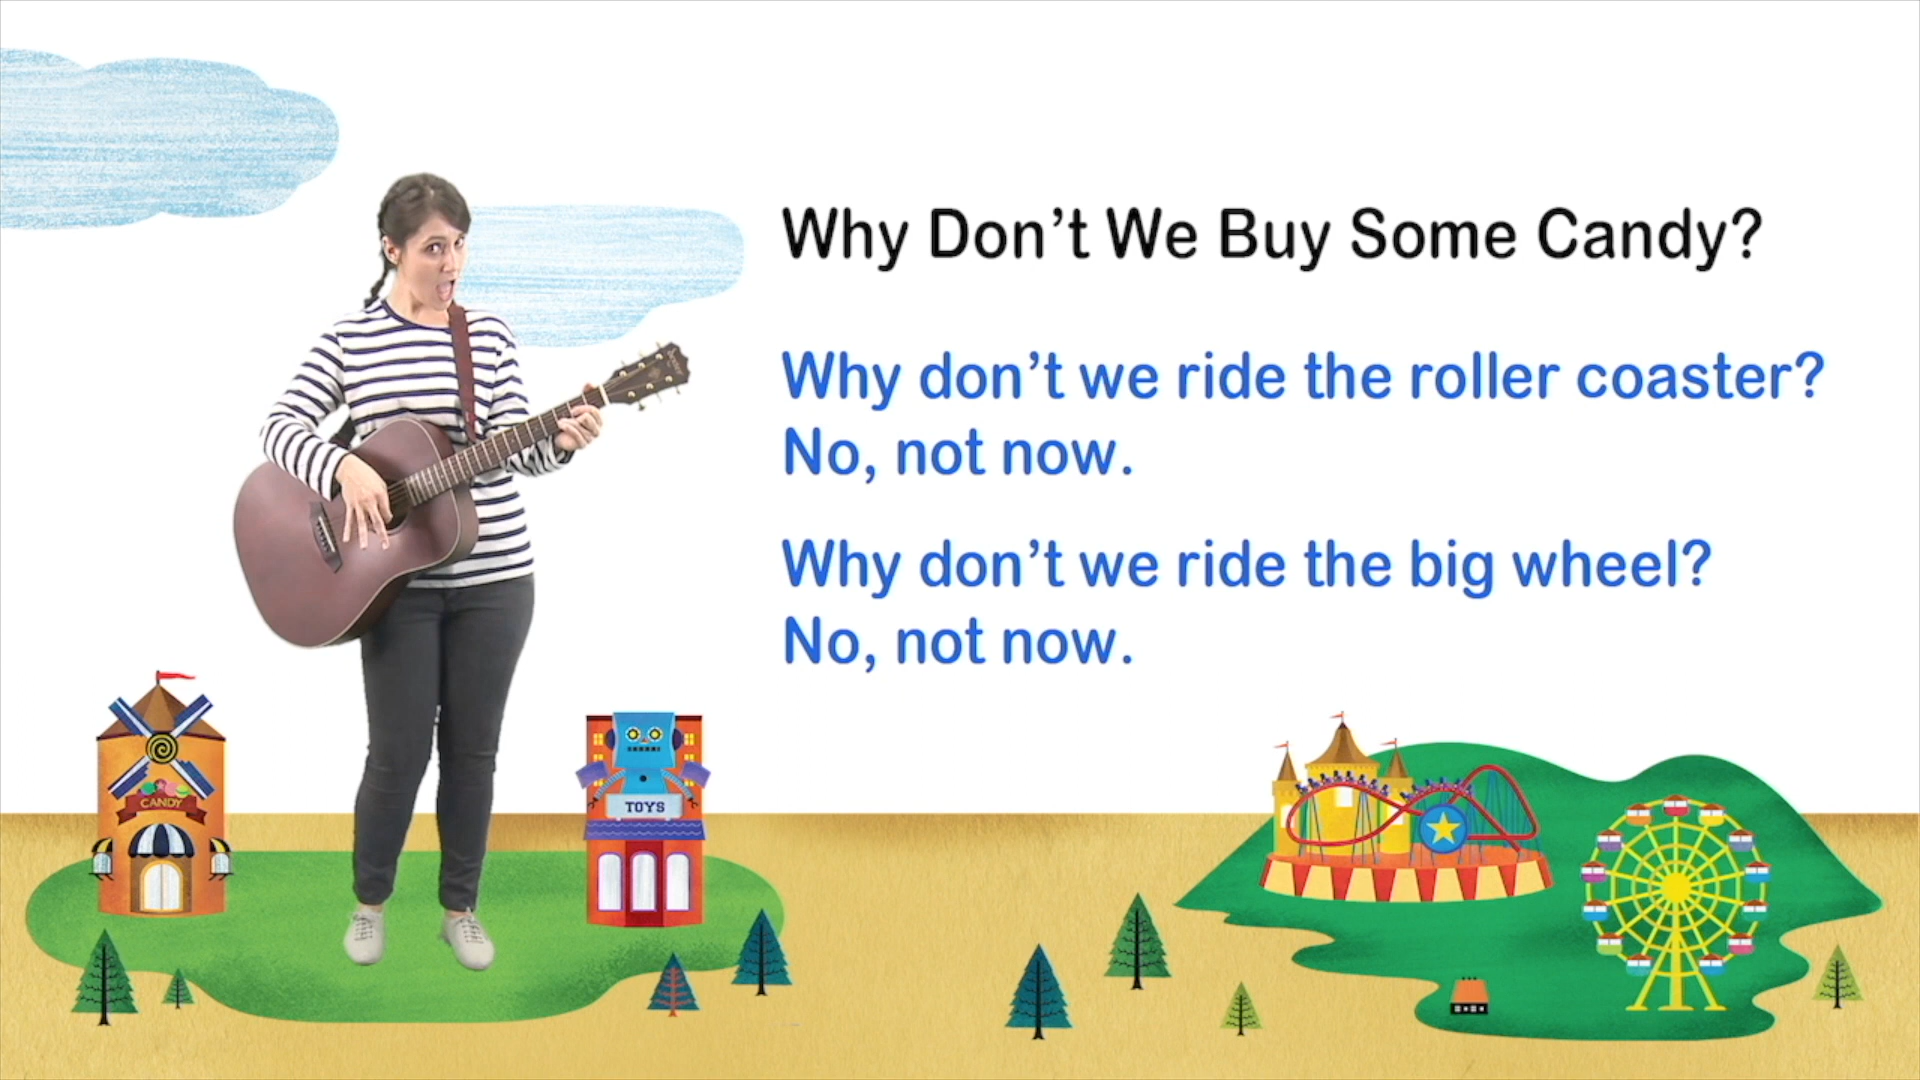 Why Don’t We Buy Some Candy?
Why don’t we ride the roller coaster?
No, not now.
Why don’t we ride the big wheel?
No, not now.
CANDY
TOYS